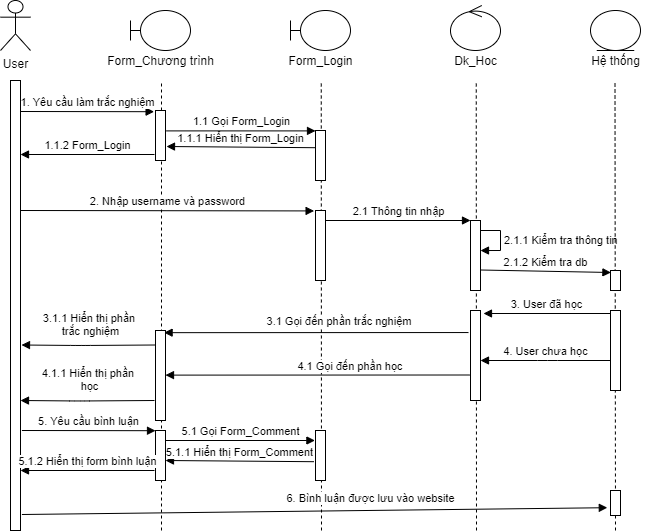 User
Form_Chương trình
Form_Login
Dk_Hoc
Hệ thống
1. Yêu cầu làm trắc nghiệm
1.1 Gọi Form_Login
1.1.1 Hiển thị Form_Login
1.1.2 Form_Login
2. Nhập username và password
2.1 Thông tin nhập
2.1.1 Kiểm tra thông tin
2.1.2 Kiểm tra db
3. User đã học
3.1 Gọi đến phần trắc nghiệm
3.1.1 Hiển thị phần
trắc nghiệm
4. User chưa học
4.1 Gọi đến phần học
4.1.1 Hiển thị phần
học
5. Yêu cầu bình luận
5.1 Gọi Form_Comment
5.1.1 Hiển thị Form_Comment
5.1.2 Hiển thị form bình luận
6. Bình luận được lưu vào website